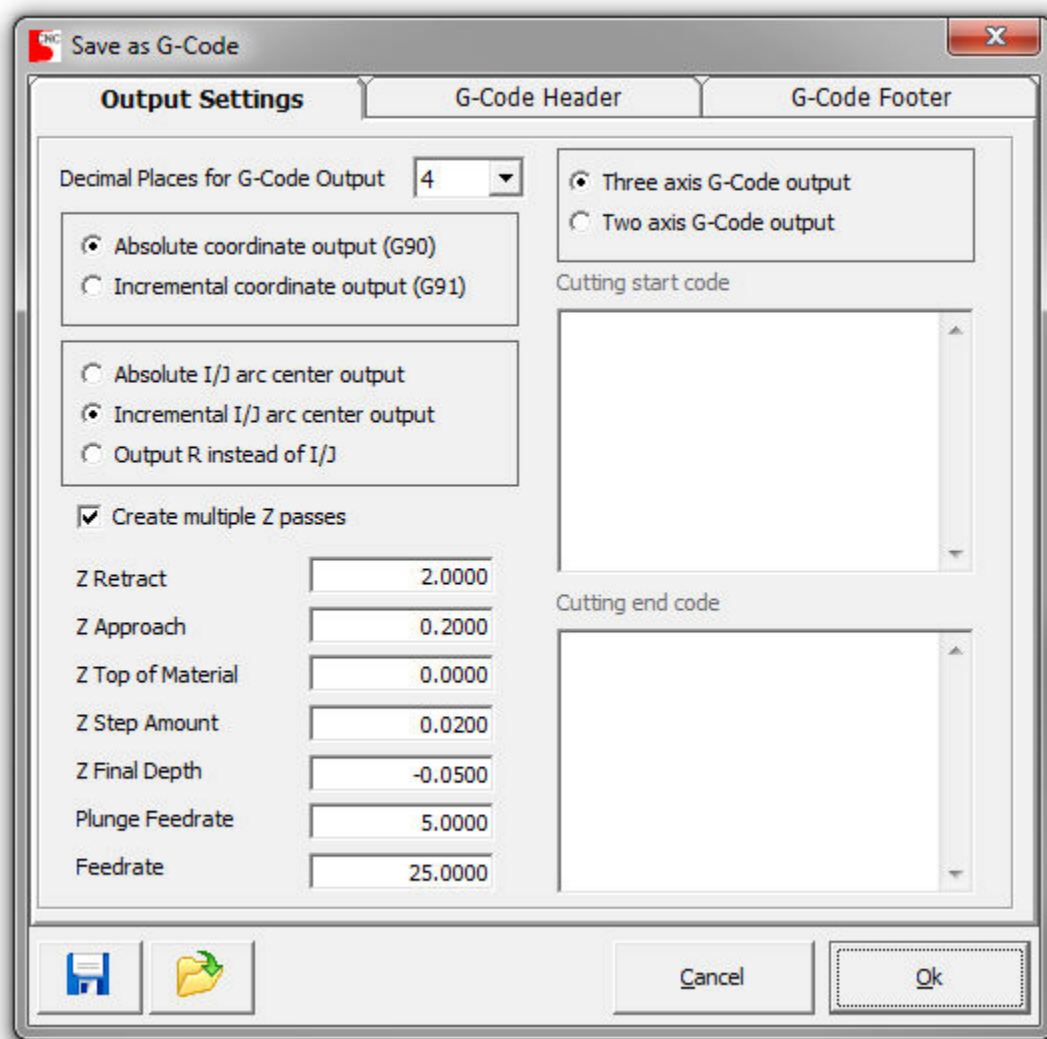 CNC
Save as G-Code
X
Output Settings
G-Code Header
G-Code Footer
Decimal Places for G-Code Output 4
Absolute coordinate output (G90)
Incremental coordinate output (G91)
Absolute I/J arc center output
Incremental I/J arc center output
Output R instead of I/J
Create multiple Z passes
Z Retract 2.0000
Z Approach 0.2000
Z Top of Material 0.0000
Z Step Amount 0.0200
Z Final Depth -0.0500
Plunge Feedrate 5.0000
Feedrate 25.0000
Three axis G-Code output
Two axis G-Code output
Cutting start code
Cutting end code
Cancel
Ok